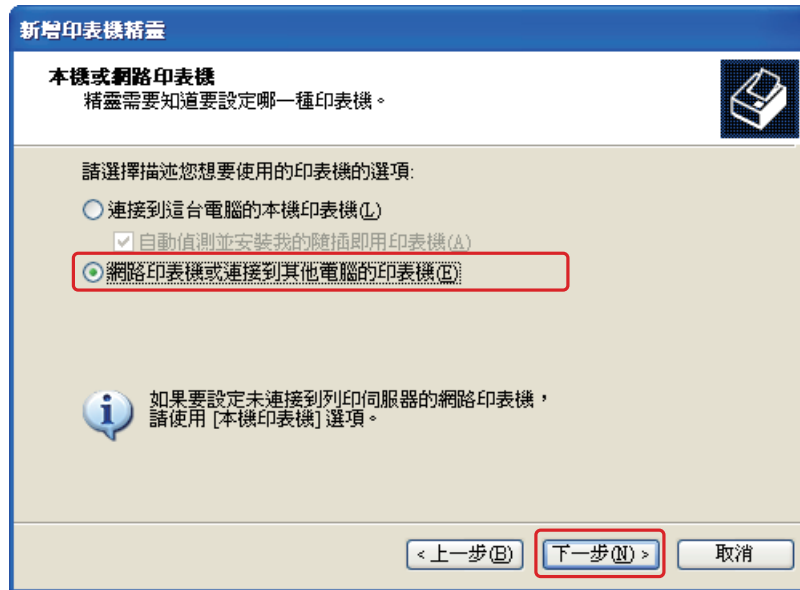 新增印表機精靈
本機或網路印表機
精靈需要知道要設定哪一種印表機。
請選擇描述您想要使用的印表機的選項:
連接到這台電腦的本機印表機(L)
自動偵測並安裝我的隨插即用印表機(A)
網路印表機或連接到其他電腦的印表機(E)
如果要設定未連接到列印伺服器的網路印表機，
請使用 [本機印表機] 選項。
<上一步(B)
下一步(N) >
取消